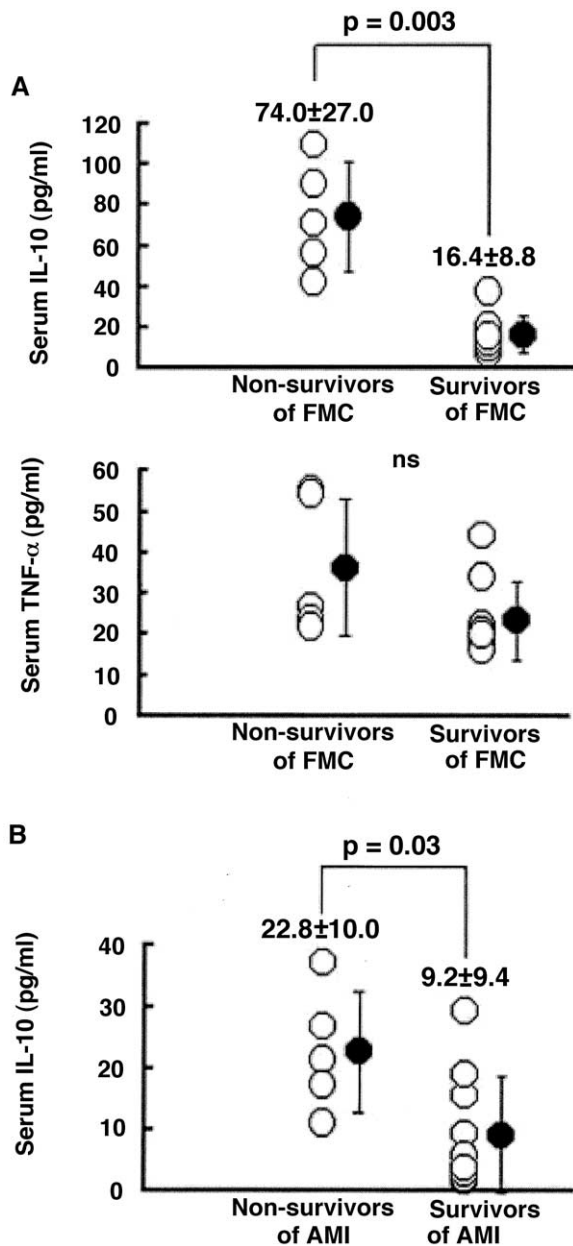 p = 0.003
A
74.0±27.0
16.4±8.8
Serum IL-10 (pg/ml)
120
100
80
60
40
20
0
Non-survivors of FMC
Survivors of FMC
ns
Serum TNF-α (pg/ml)
60
50
40
30
20
10
0
Non-survivors of FMC
Survivors of FMC
B
p = 0.03
22.8±10.0
9.2±9.4
Serum IL-10 (pg/ml)
40
30
20
10
0
Non-survivors of AMI
Survivors of AMI